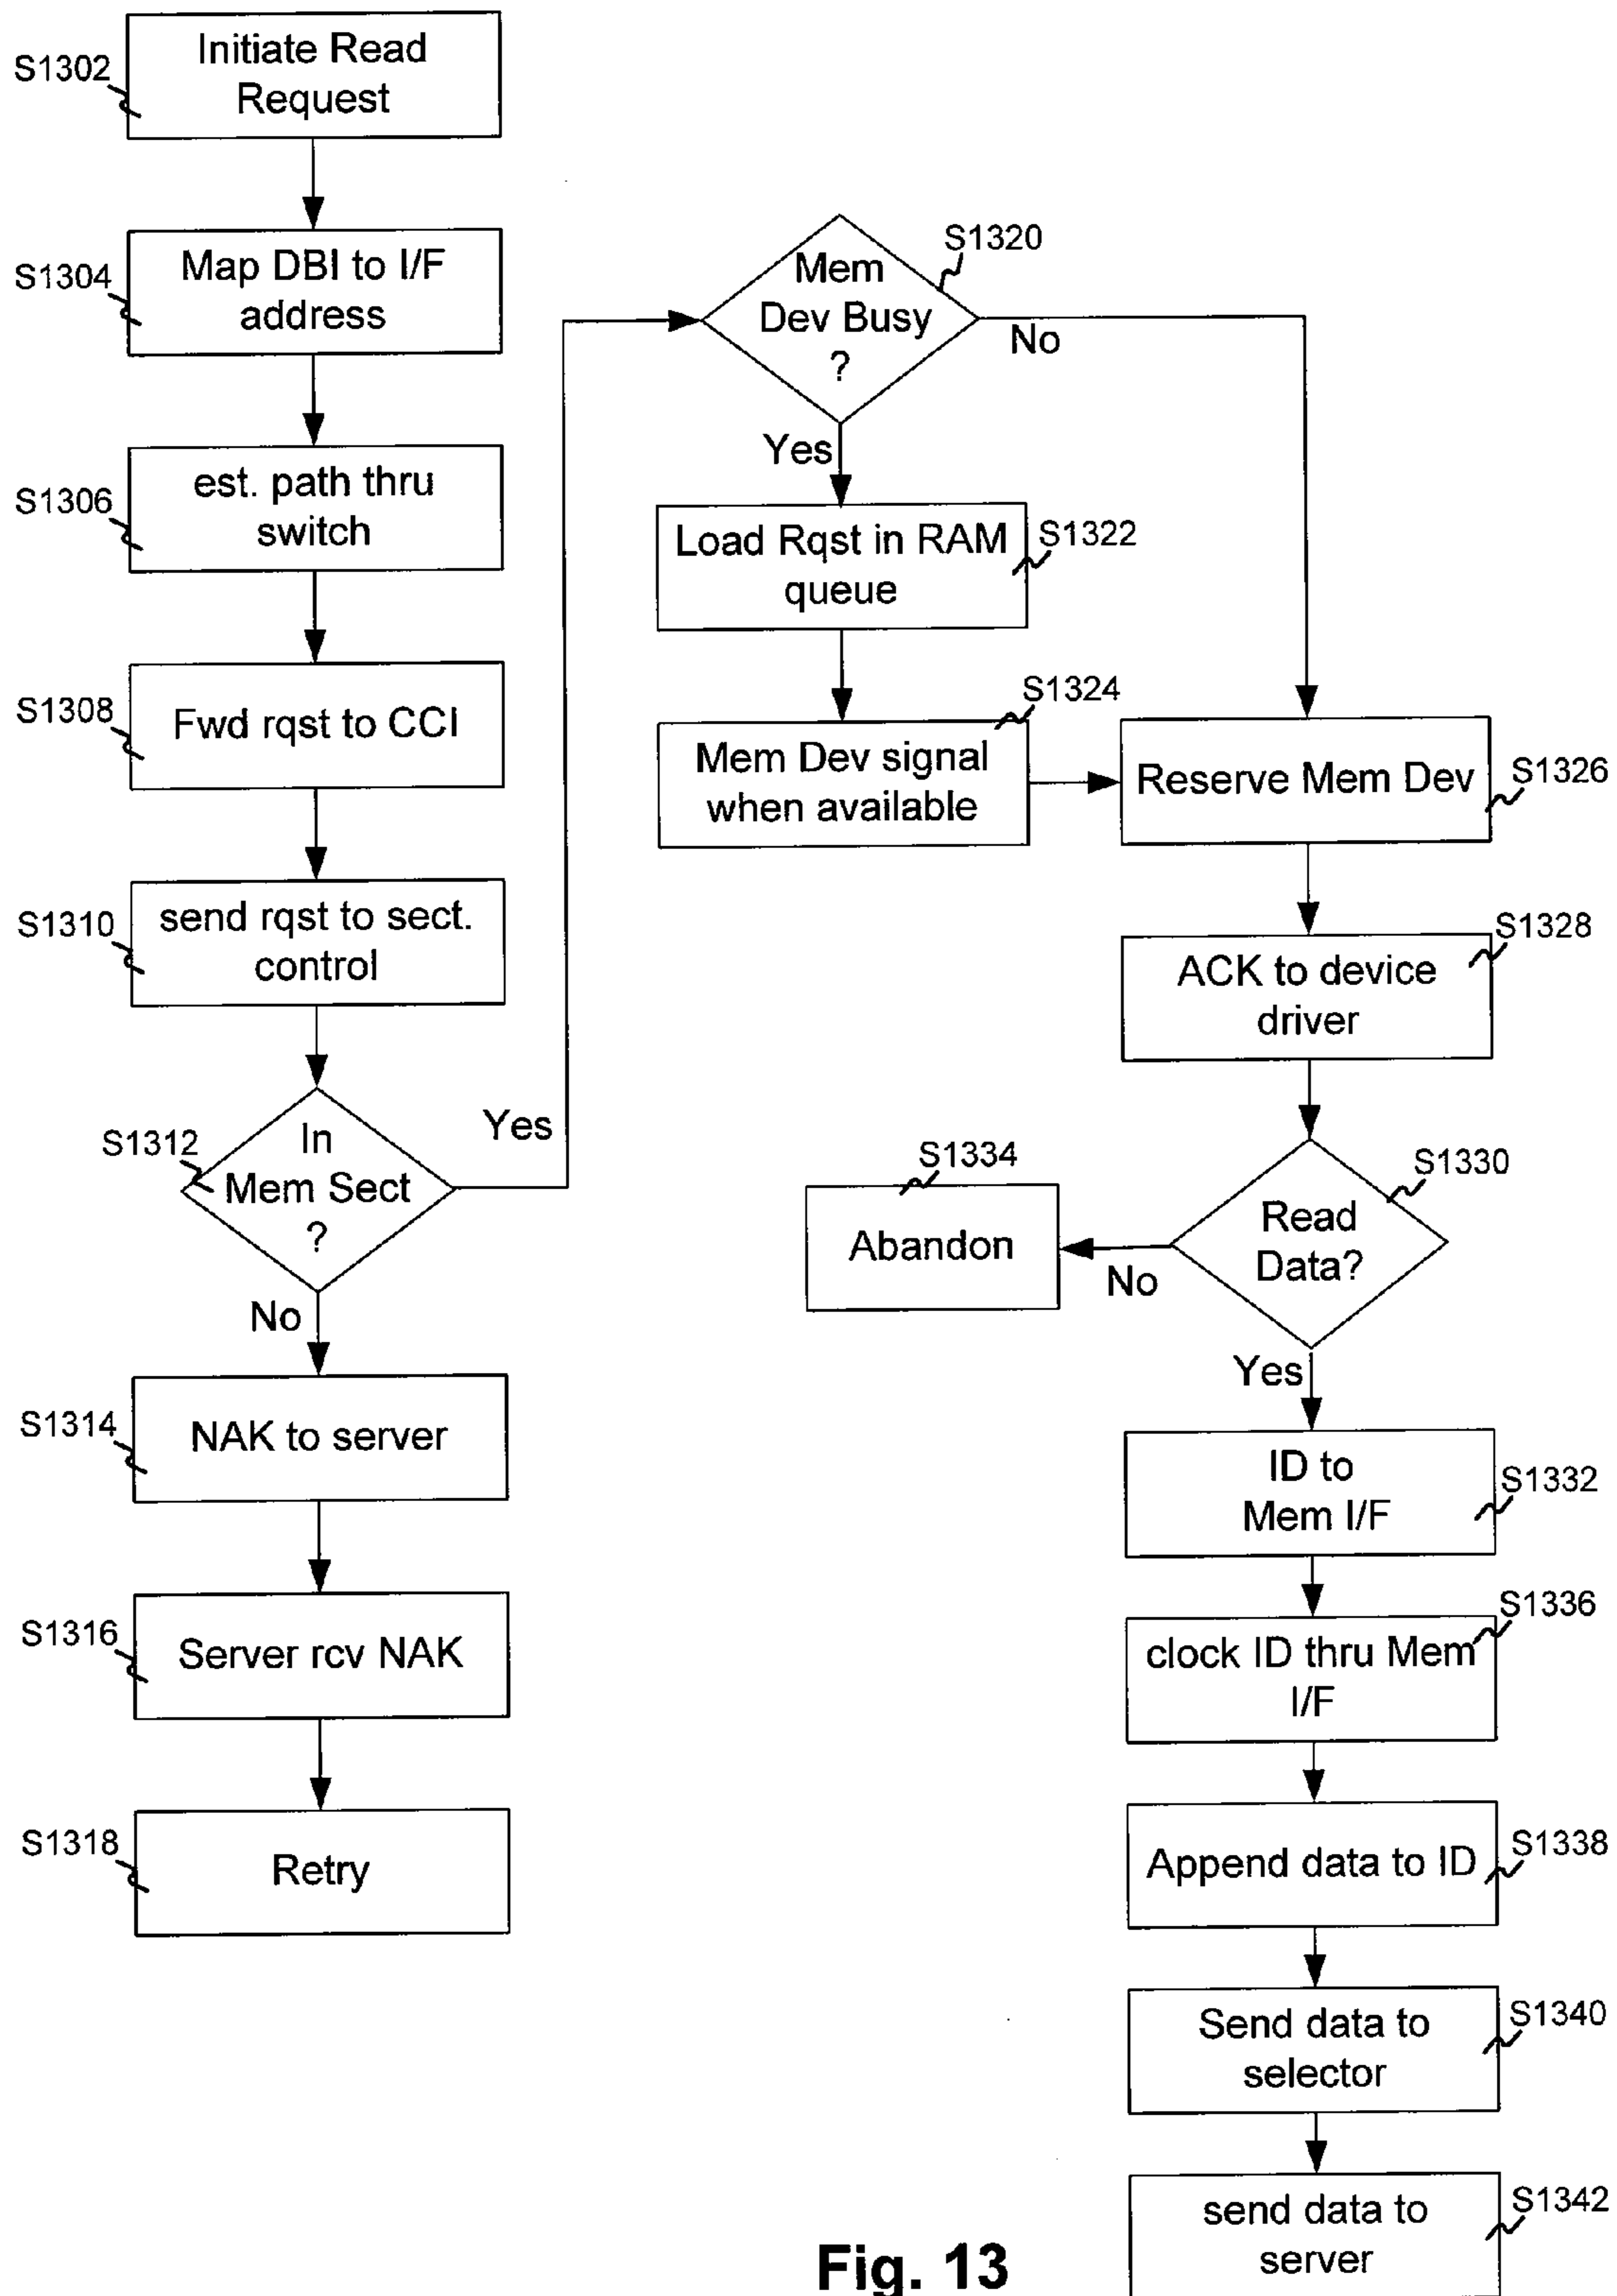 S1302
Initiate Read
Request
S1304
Map DBI to I/F
address
S1306
est. path thru
switch
S1308
Fwd rqst to CCI
S1310
send rqst to sect.
control
S1312
In
Mem Sect
?
Yes
No
S1314
NAK to server
S1316
Server rcv NAK
S1318
Retry
S1320
Mem
Dev Busy
?
No
Yes
S1322
Load Rqst in RAM
queue
S1324
Mem Dev signal
when available
S1326
Reserve Mem Dev
S1328
ACK to device
driver
S1330
Read
Data?
No
S1334
Abandon
Yes
S1332
ID to
Mem I/F
S1336
clock ID thru Mem
I/F
S1338
Append data to ID
S1340
Send data to
selector
S1342
send data to
server
Fig. 13